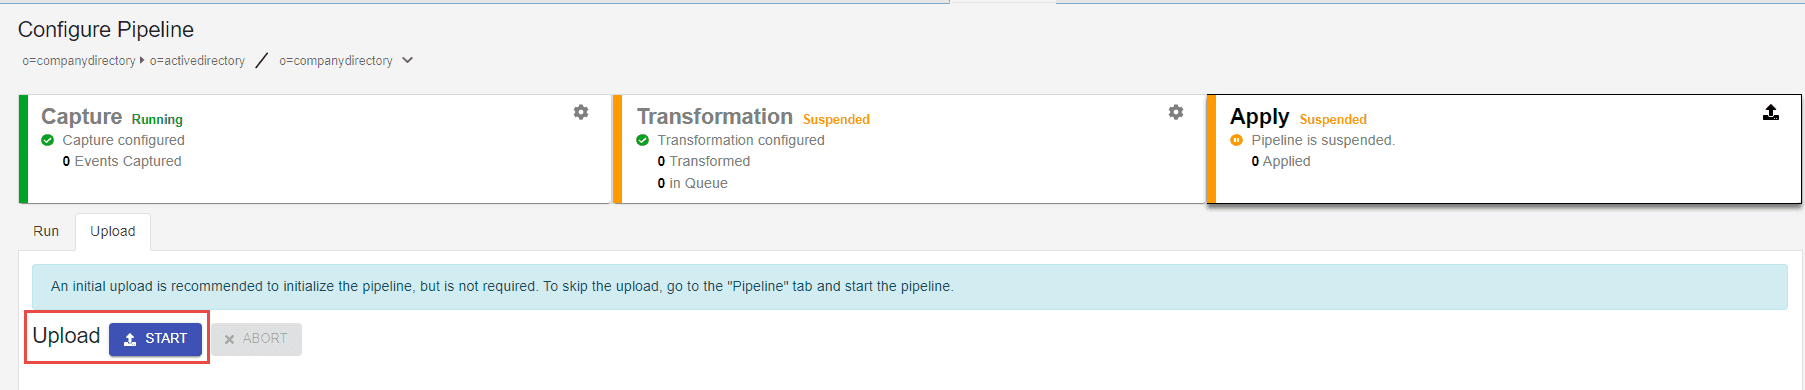 Configure Pipeline
o=companydirectory o=activedirectory / o=companydirectory
Capture Running
Capture configured
0 Events Captured
Transformation Suspended
Transformation configured
0 Transformed
0 in Queue
Apply Suspended
Pipeline is suspended.
0 Applied
Run Upload
An initial upload is recommended to initialize the pipeline, but is not required. To skip the upload, go to the "Pipeline" tab and start the pipeline.
Upload START ABORT